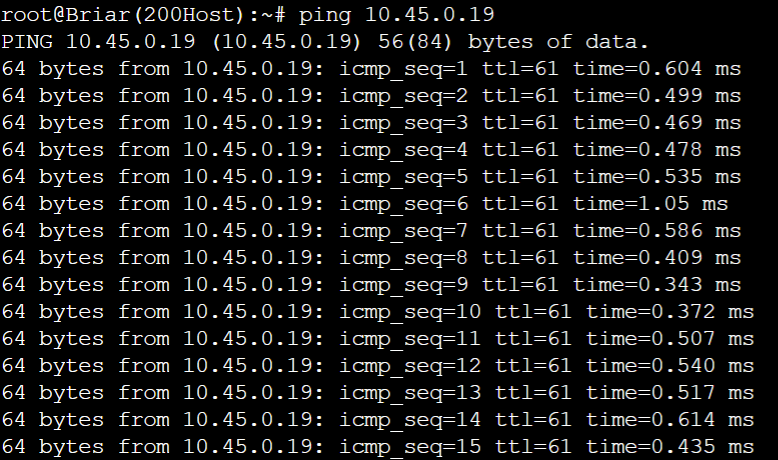 root@Briar(200Host):~# ping 10.45.0.19
PING 10.45.0.19 (10.45.0.19) 56(84) bytes of data.
64 bytes from 10.45.0.19: icmp_seq=1 ttl=61 time=0.604 ms
64 bytes from 10.45.0.19: icmp_seq=2 ttl=61 time=0.499 ms
64 bytes from 10.45.0.19: icmp_seq=3 ttl=61 time=0.469 ms
64 bytes from 10.45.0.19: icmp_seq=4 ttl=61 time=0.478 ms
64 bytes from 10.45.0.19: icmp_seq=5 ttl=61 time=0.535 ms
64 bytes from 10.45.0.19: icmp_seq=6 ttl=61 time=1.05 ms
64 bytes from 10.45.0.19: icmp_seq=7 ttl=61 time=0.586 ms
64 bytes from 10.45.0.19: icmp_seq=8 ttl=61 time=0.409 ms
64 bytes from 10.45.0.19: icmp_seq=9 ttl=61 time=0.343 ms
64 bytes from 10.45.0.19: icmp_seq=10 ttl=61 time=0.372 ms
64 bytes from 10.45.0.19: icmp_seq=11 ttl=61 time=0.507 ms
64 bytes from 10.45.0.19: icmp_seq=12 ttl=61 time=0.540 ms
64 bytes from 10.45.0.19: icmp_seq=13 ttl=61 time=0.517 ms
64 bytes from 10.45.0.19: icmp_seq=14 ttl=61 time=0.614 ms
64 bytes from 10.45.0.19: icmp_seq=15 ttl=61 time=0.435 ms